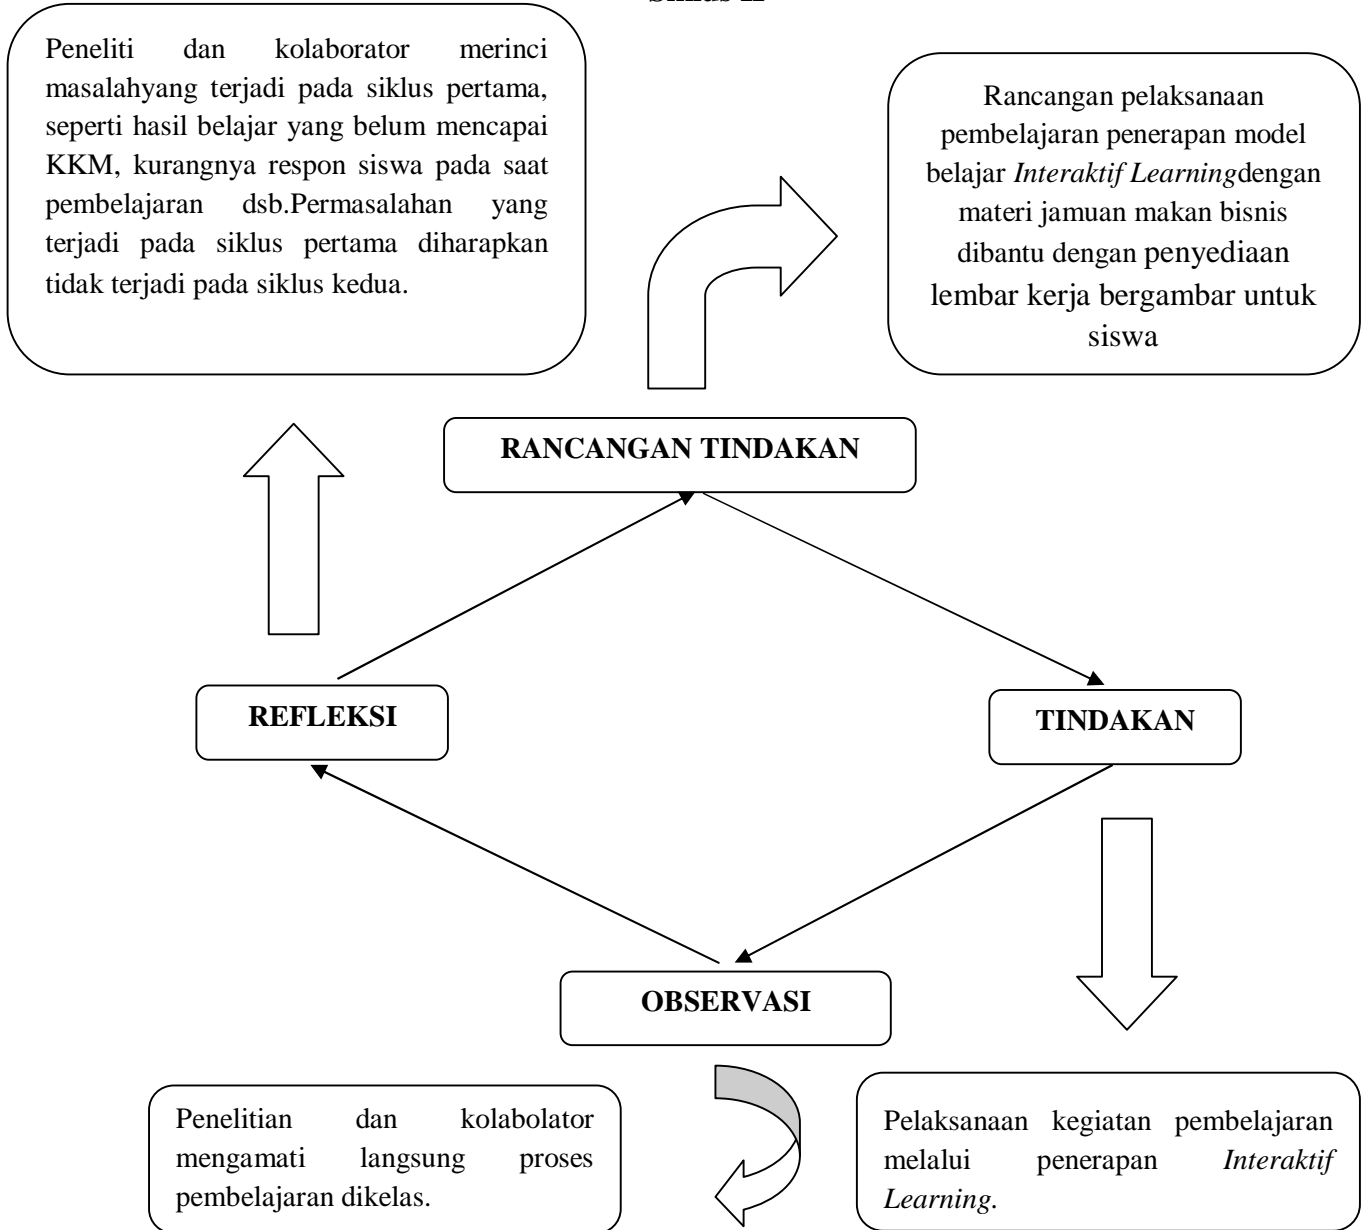 Peneliti dan kolaborator merinci
masalahyang terjadi pada siklus pertama,
seperti hasil belajar yang belum mencapai
KKM, kurangnya respon siswa pada saat
pembelajaran dsb.Permasalahan yang
terjadi pada siklus pertama diharapkan
tidak terjadi pada siklus kedua.
Rancangan pelaksanaan
pembelajaran penerapan model
belajar Interaktif Learningdengan
materi jamuan makan bisnis
dibantu dengan penyediaan
lembar kerja bergambar untuk
siswa
RANCANGAN TINDAKAN
REFLEKSI
TINDAKAN
OBSERVASI
Penelitian dan kolabolator
mengamati langsung proses
pembelajaran dikelas.
Pelaksanaan kegiatan pembelajaran
melalui penerapan Interaktif
Learning.